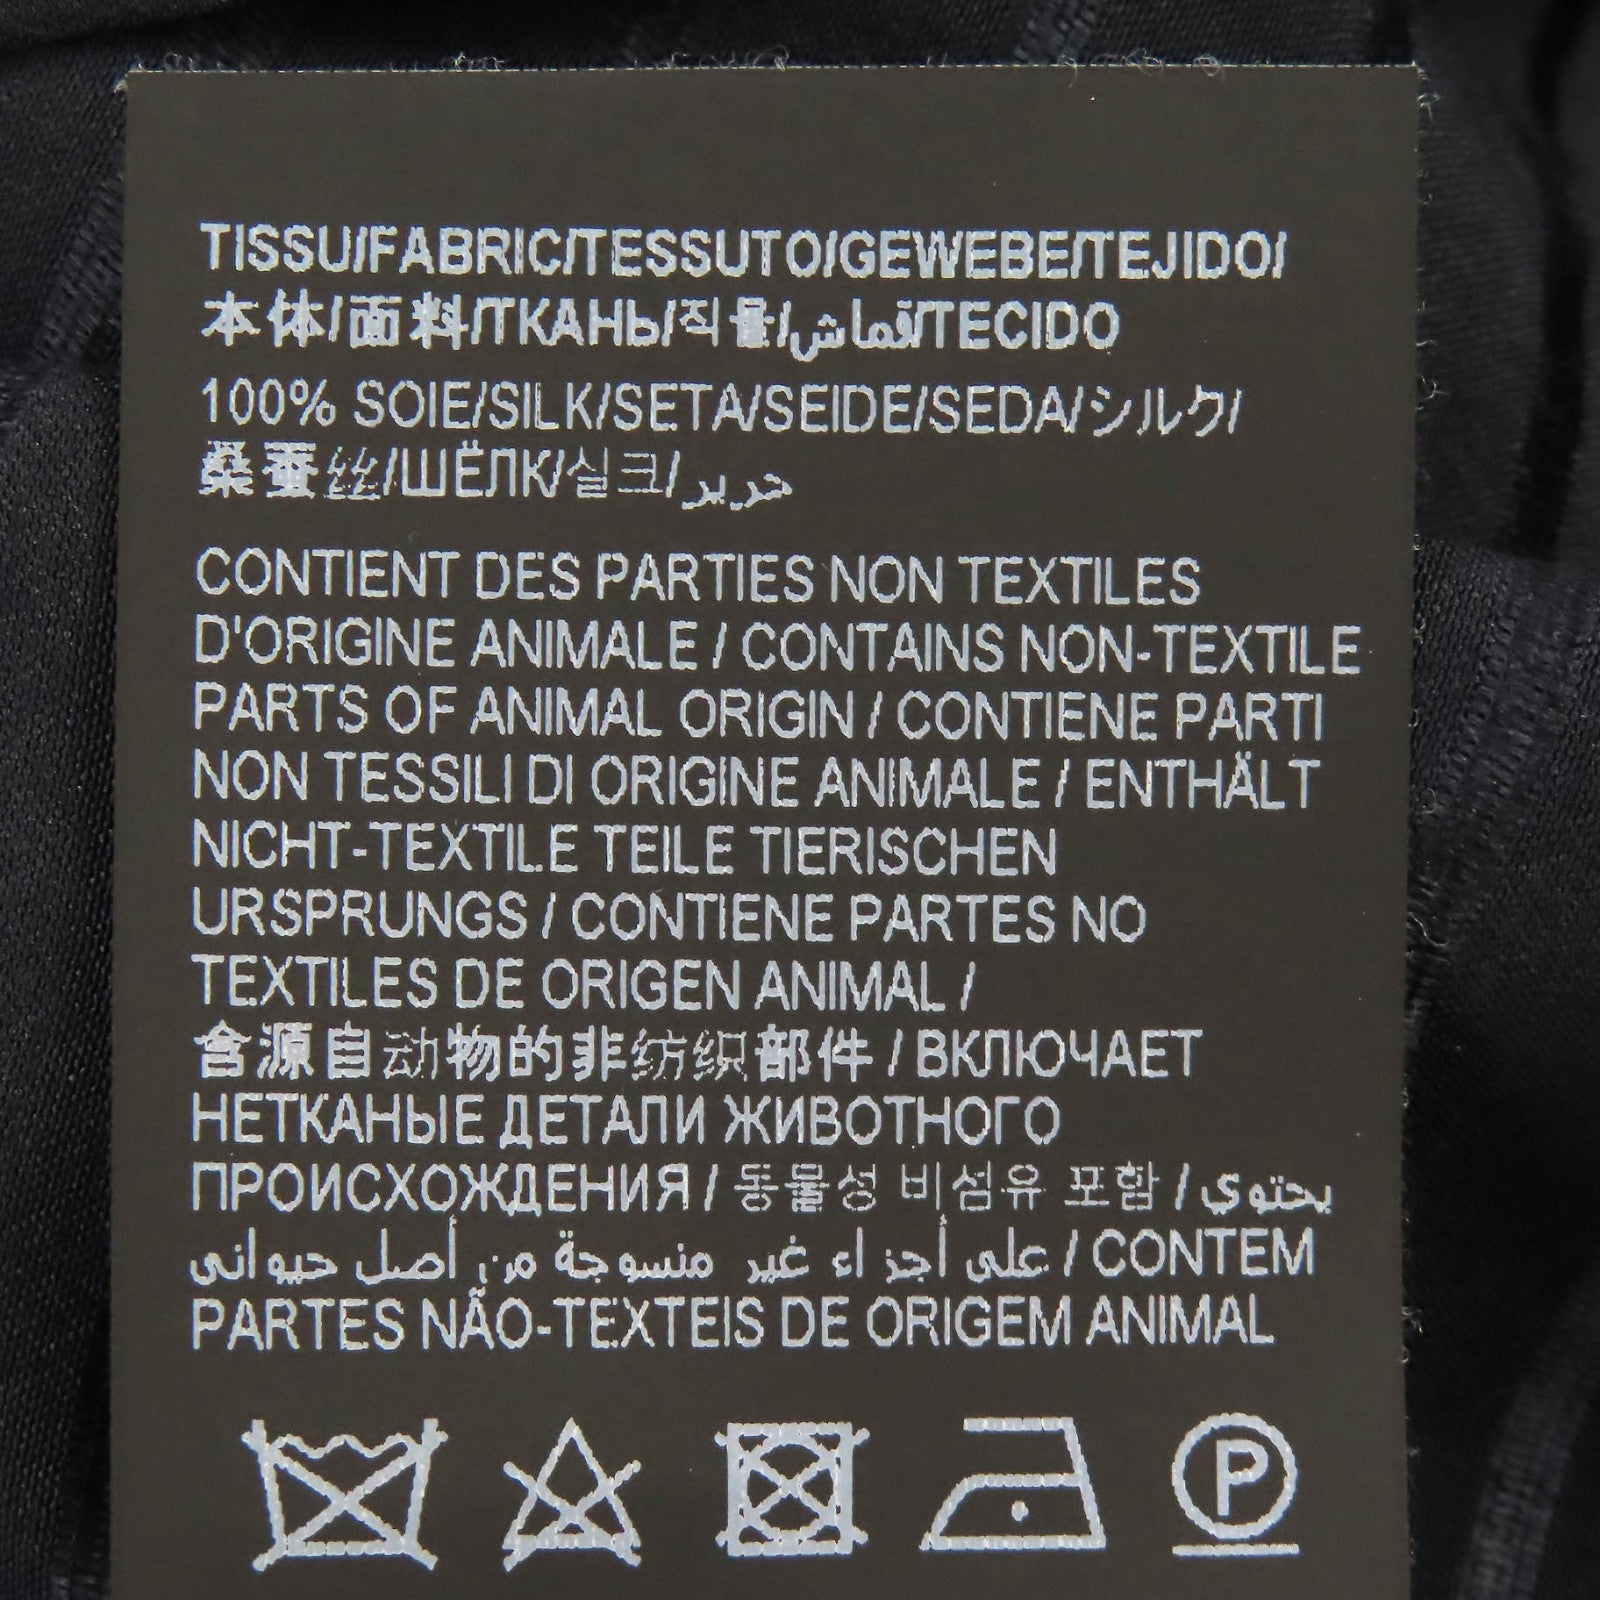 TISSU/FABRIC/TESSUTO/GEWEBE/TEJIDO/
本体/面料/ТКАНЬ/직물/قماش/TECIDO
100% SOIE/SILK/SETA/SEIDE/SEDA/シルク/
桑蚕丝/ШЁЛК/실크/حرير
CONTIENT DES PARTIES NON TEXTILES
D'ORIGINE ANIMALE / CONTAINS NON-TEXTILE
PARTS OF ANIMAL ORIGIN / CONTIENE PARTI
NON TESSILI DI ORIGINE ANIMALE / ENTHÄLT
NICHT-TEXTILE TEILE TIERISCHEN
URSPRUNGS / CONTIENE PARTES NO
TEXTILES DE ORIGEN ANIMAL /
含源自动物的非纺织部件 / ВКЛЮЧАЕТ
НЕТКАНЫЕ ДЕТАЛИ ЖИВОТНОГО
ПРОИСХОЖДЕНИЯ / 동물성 비섬유 포함 / يحتوي
على أجزاء غير منسوجة من أصل حيواني / CONTEM
PARTES NÃO-TEXTEIS DE ORIGEM ANIMAL
P